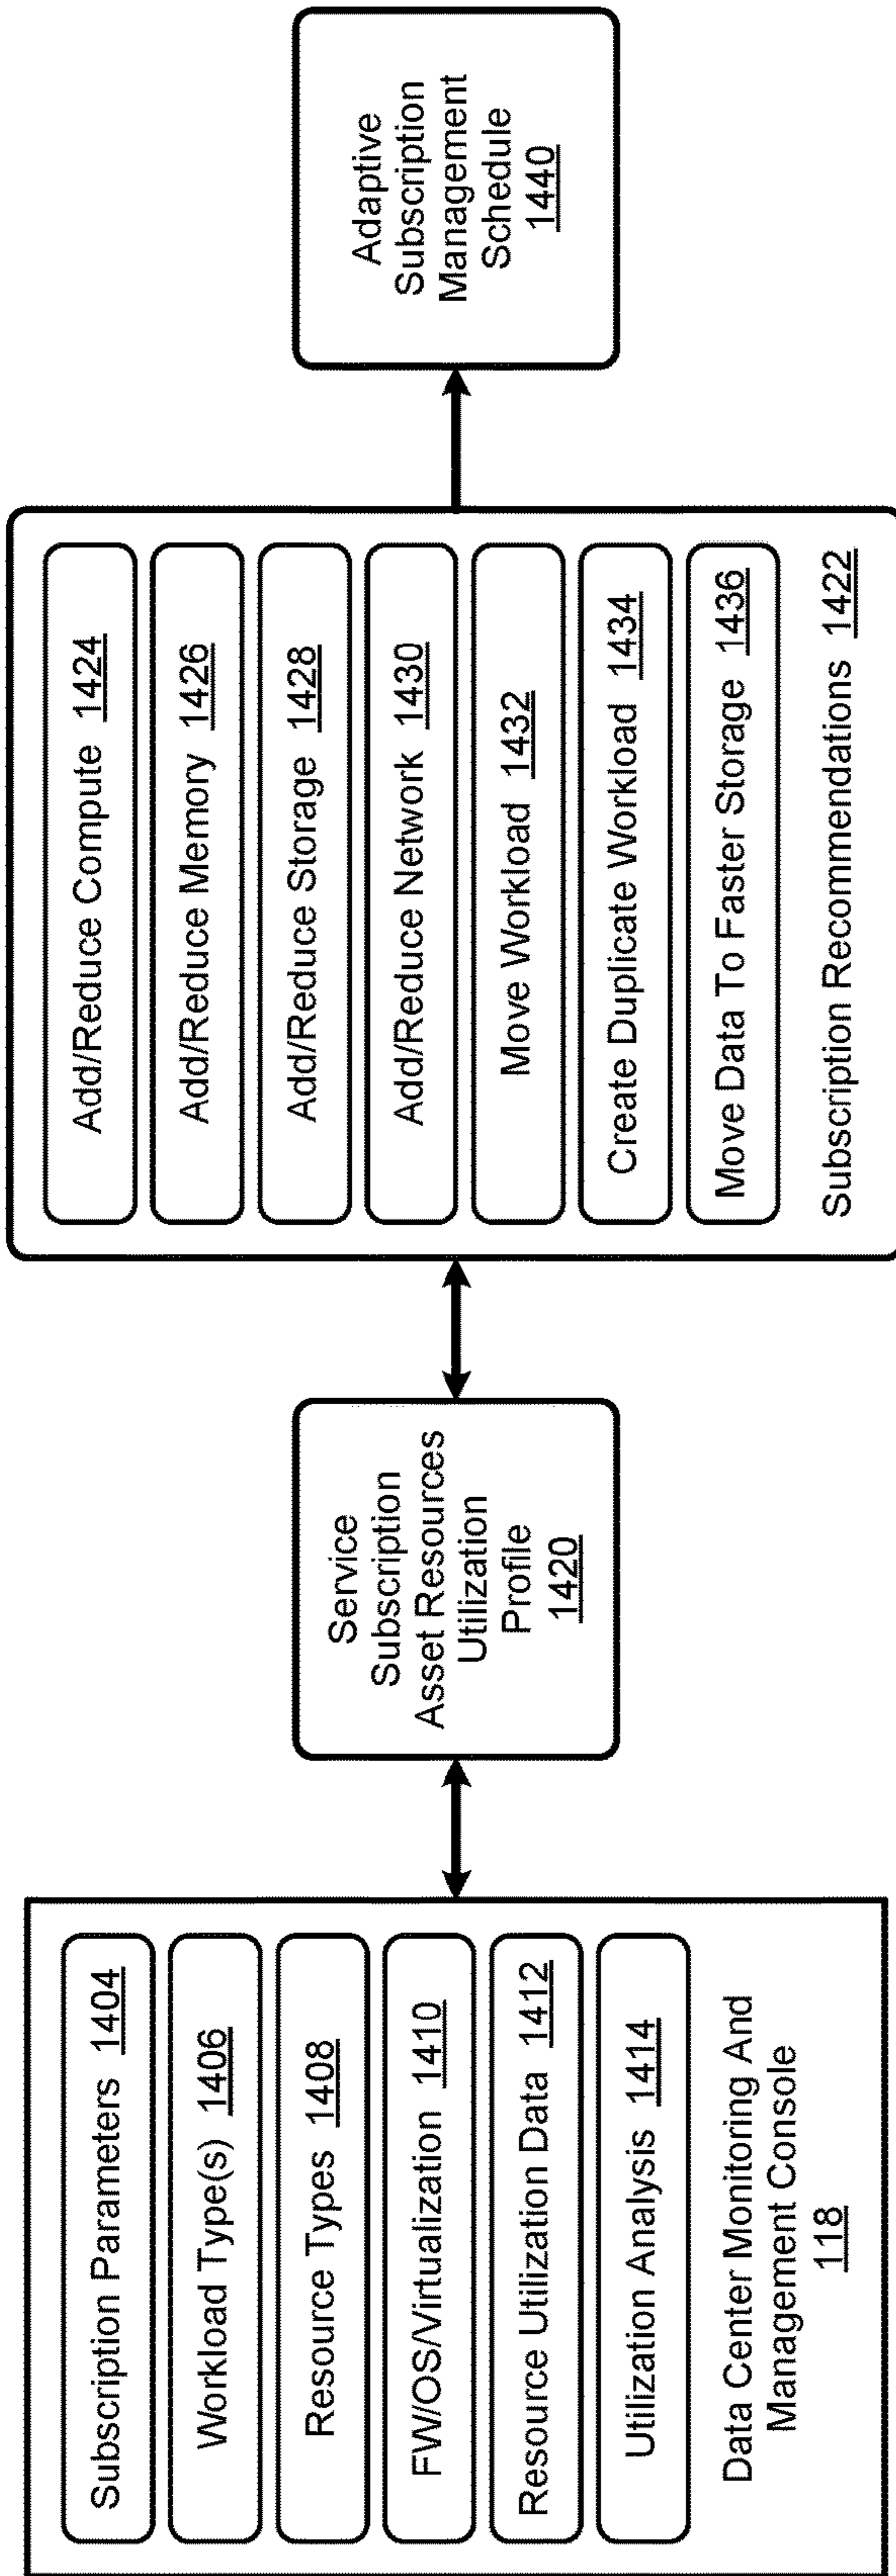 Subscription Parameters 1404
Workload Type(s) 1406
Resource Types 1408
FW/OS/Virtualization 1410
Resource Utilization Data 1412
Utilization Analysis 1414
Data Center Monitoring And
Management Console
118
Service
Subscription
Asset Resources
Utilization
Profile
1420
Add/Reduce Compute 1424
Add/Reduce Memory 1426
Add/Reduce Storage 1428
Add/Reduce Network 1430
Move Workload 1432
Create Duplicate Workload 1434
Move Data To Faster Storage 1436
Subscription Recommendations 1422
Adaptive
Subscription
Management
Schedule
1440